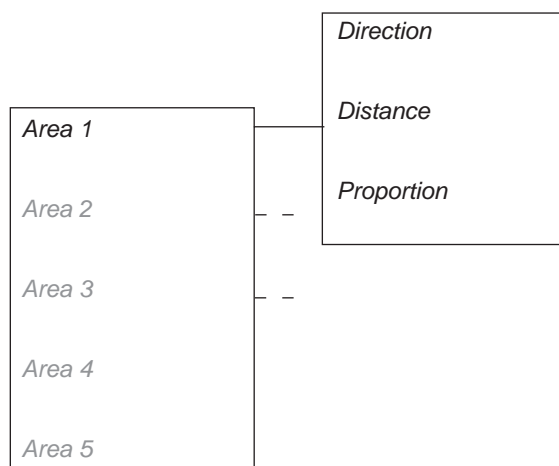 Direction
Distance
Proportion
Area 1
Area 2
Area 3
Area 4
Area 5